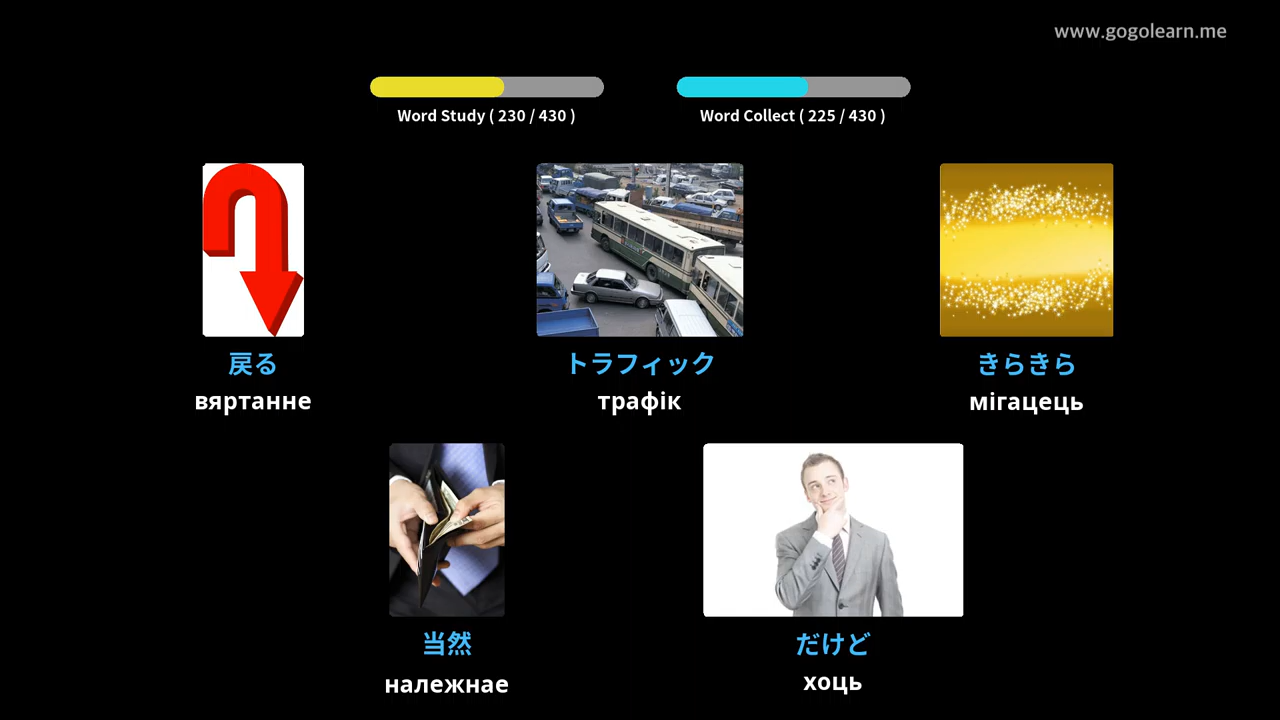 www.gogolearn.me
Word Study ( 230 / 430 )
Word Collect ( 225 / 430 )
戻る
вяртанне
トラフィック
трафік
きらきら
мігацець
当然
належнае
だけど
хоць